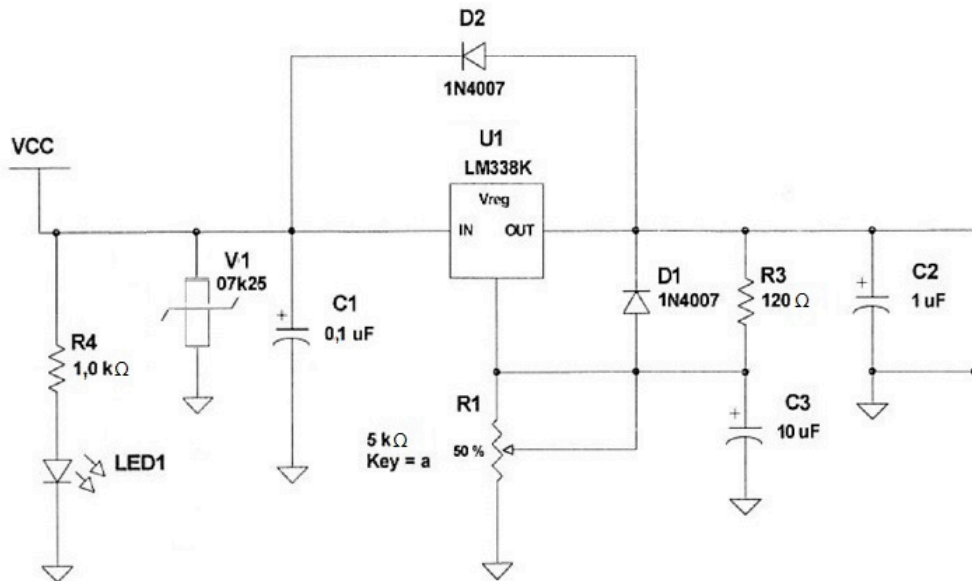 D2
1N4007
U1
LM338K
VCC
Vreg
IN OUT
V1
07k25
D1
1N4007
R3
120 Ω
C2
1 uF
C1
0,1 uF
R4
1,0 kΩ
R1
5 kΩ
Key = a
50 %
C3
10 uF
LED1